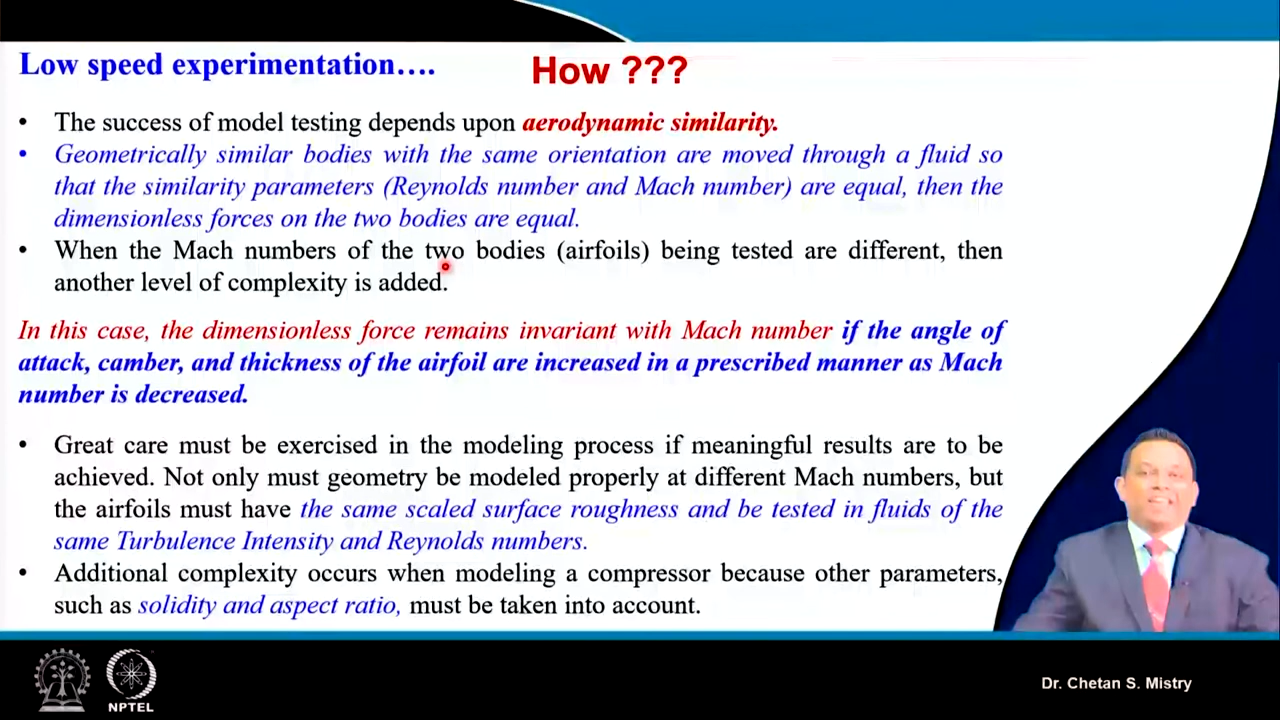 Low speed experimentation....
How ???
• The success of model testing depends upon aerodynamic similarity.
• Geometrically similar bodies with the same orientation are moved through a fluid so
that the similarity parameters (Reynolds number and Mach number) are equal, then the
dimensionless forces on the two bodies are equal.
• When the Mach numbers of the two bodies (airfoils) being tested are different, then
another level of complexity is added.
In this case, the dimensionless force remains invariant with Mach number if the angle of
attack, camber, and thickness of the airfoil are increased in a prescribed manner as Mach
number is decreased.
• Great care must be exercised in the modeling process if meaningful results are to be
achieved. Not only must geometry be modeled properly at different Mach numbers, but
the airfoils must have the same scaled surface roughness and be tested in fluids of the
same Turbulence Intensity and Reynolds numbers.
• Additional complexity occurs when modeling a compressor because other parameters,
such as solidity and aspect ratio, must be taken into account.
NPTEL
Dr. Chetan S. Mistry